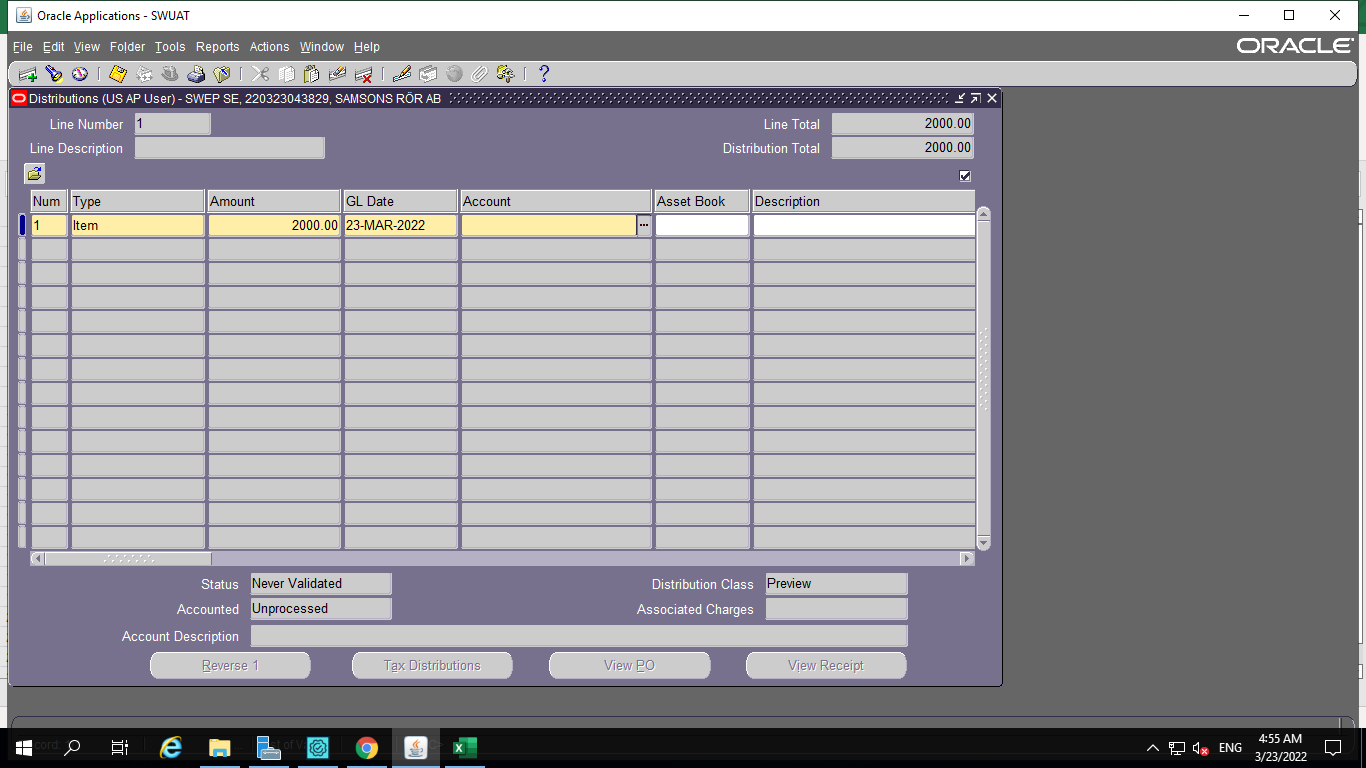 Oracle Applications - SWUAT
File Edit View Folder Tools Reports Actions Window Help
ORACLE
Distributions (US AP User) - SWEP SE, 220323043829, SAMSONS RÖR AB
Line Number 1 Line Total 2000.00
Line Description Distribution Total 2000.00
Num Type Amount GL Date Account Asset Book Description
1 Item 2000.00 23-MAR-2022 ...
Status Never Validated Distribution Class Preview
Accounted Unprocessed Associated Charges
Account Description
Reverse 1 Tax Distributions View PO View Receipt
ENG
4:55 AM
3/23/2022